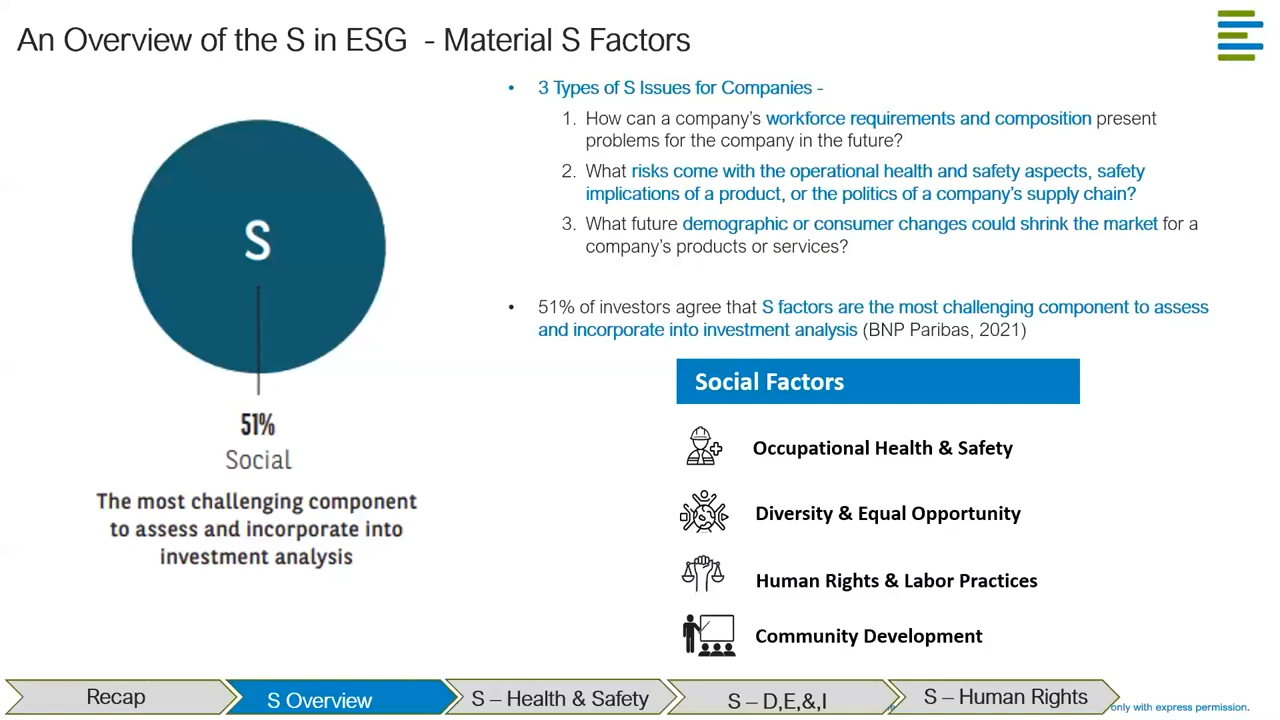 An Overview of the S in ESG - Material S Factors
S
51%
Social
The most challenging component
to assess and incorporate into
investment analysis
• 3 Types of S Issues for Companies -
1. How can a company's workforce requirements and composition present
problems for the company in the future?
2. What risks come with the operational health and safety aspects, safety
implications of a product, or the politics of a company's supply chain?
3. What future demographic or consumer changes could shrink the market for a
company's products or services?
• 51% of investors agree that S factors are the most challenging component to assess
and incorporate into investment analysis (BNP Paribas, 2021)
Social Factors
Occupational Health & Safety
Diversity & Equal Opportunity
Human Rights & Labor Practices
Community Development
Recap
S Overview
S – Health & Safety
S – D,E,&,I
S – Human Rights
only with express permission.